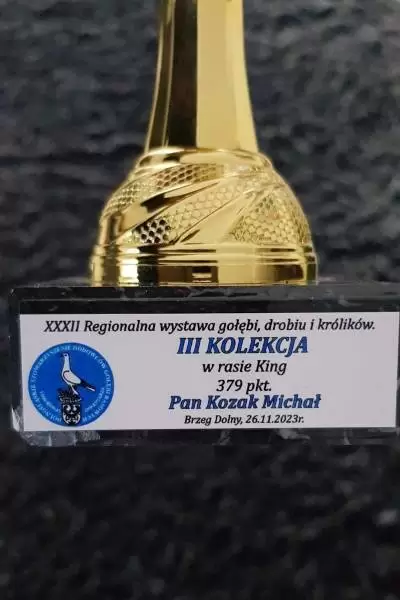 XXXII Regionalna wystawa gołębi, drobiu i królików.
III KOLEKCJA
w rasie King
379 pkt.
Pan Kozak Michał
Brzeg Dolny, 26.11.2023r.